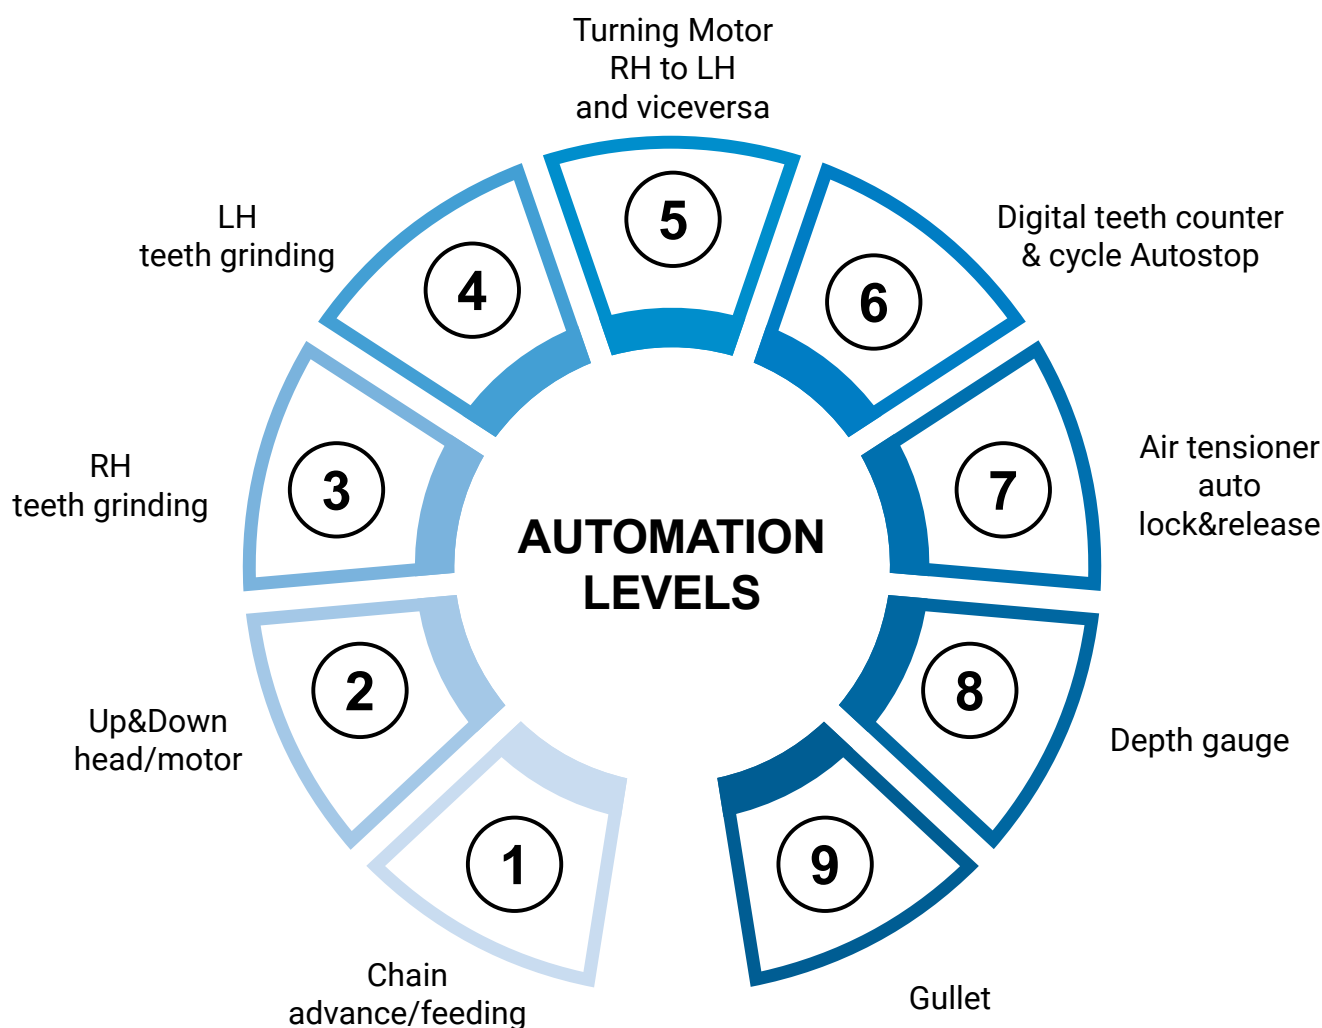 Turning Motor
RH to LH
and viceversa
LH
teeth grinding
4
5
6
Digital teeth counter
& cycle Autostop
RH
teeth grinding
3
AUTOMATION
LEVELS
7
Air tensioner
auto
lock&release
Up&Down
head/motor
2
8
Depth gauge
1
Chain
advance/feeding
9
Gullet